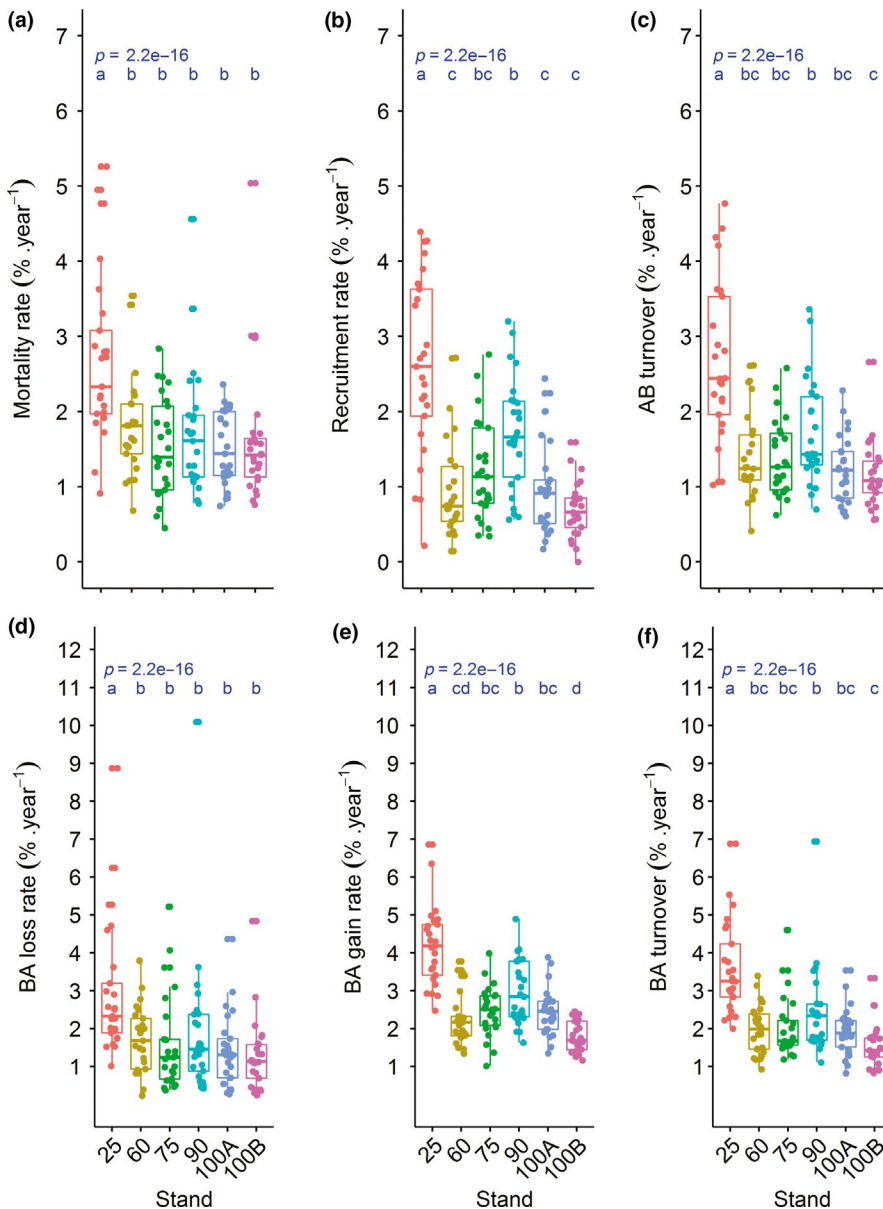 (a)
7
6
5
4
3
2
1
0
Mortality rate (% .year−1)
p = 2.2e−16
a b b b b b
(b)
7
6
5
4
3
2
1
0
Recruitment rate (% .year−1)
p = 2.2e−16
a c bc b c c
(c)
7
6
5
4
3
2
1
0
AB turnover (% .year−1)
p = 2.2e−16
a bc bc b bc c
(d)
12
11
10
9
8
7
6
5
4
3
2
1
BA loss rate (% .year−1)
p = 2.2e−16
a b b b b b
25 60 75 90 100A 100B
Stand
(e)
12
11
10
9
8
7
6
5
4
3
2
1
BA gain rate (% .year−1)
p = 2.2e−16
a cd bc b bc d
25 60 75 90 100A 100B
Stand
(f)
12
11
10
9
8
7
6
5
4
3
2
1
BA turnover (% .year−1)
p = 2.2e−16
a bc bc b bc c
25 60 75 90 100A 100B
Stand